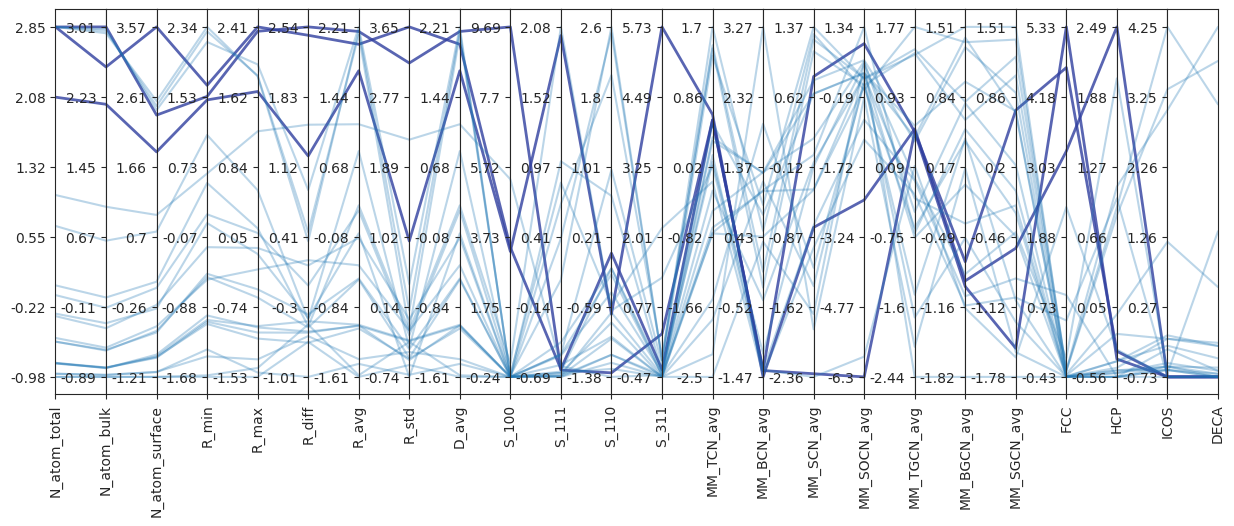 2.85 3.01 3.57 2.34 2.41 2.54 2.21 3.65 2.21 9.69 2.08 2.6 5.73 1.7 3.27 1.37 1.34 1.77 1.51 1.51 5.33 2.49 4.25
2.08 2.23 2.61 1.53 1.62 1.83 1.44 2.77 1.44 7.7 1.52 1.8 4.49 0.86 2.32 0.62 -0.19 0.93 0.84 0.86 4.18 1.88 3.25
1.32 1.45 1.66 0.73 0.84 1.12 0.68 1.89 0.68 5.72 0.97 1.01 3.25 0.02 1.37 -0.12 -1.72 0.09 0.17 0.2 3.03 1.27 2.26
0.55 0.67 0.7 -0.07 0.05 0.41 -0.08 1.02 -0.08 3.73 0.41 0.21 2.01 -0.82 0.43 -0.87 -3.24 -0.75 -0.49 -0.46 1.88 0.66 1.26
-0.22 -0.11 -0.26 -0.88 -0.74 -0.3 -0.84 0.14 -0.84 1.75 -0.14 -0.59 0.77 -1.66 -0.52 -1.62 -4.77 -1.6 -1.16 -1.12 0.73 0.05 0.27
-0.98 -0.89 -1.21 -1.68 -1.53 -1.01 -1.61 -0.74 -1.61 -0.24 -0.69 -1.38 -0.47 -2.5 -1.47 -2.36 -6.3 -2.44 -1.82 -1.78 -0.43 -0.56 -0.73
N_atom_total
N_atom_bulk
N_atom_surface
R_min
R_max
R_diff
R_avg
R_std
D_avg
S_100
S_111
S_110
S_311
MM_TCN_avg
MM_BCN_avg
MM_SCN_avg
MM_SOCN_avg
MM_TGCN_avg
MM_BGCN_avg
MM_SGCN_avg
FCC
HCP
ICOS
DECA